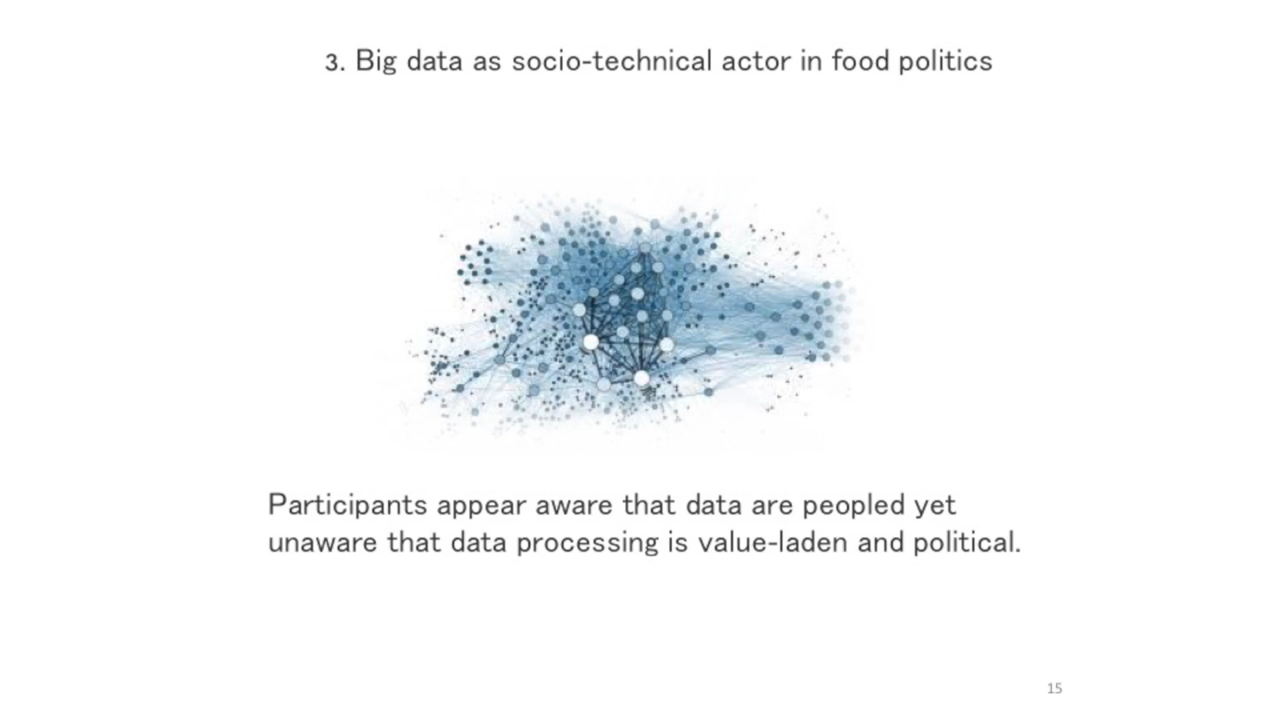 3. Big data as socio-technical actor in food politics
Participants appear aware that data are peopled yet
unaware that data processing is value-laden and political.
15